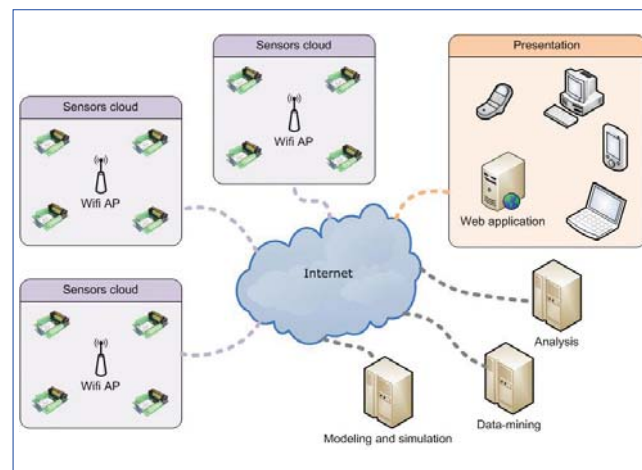 Sensors cloud
Wifi AP
Sensors cloud
Wifi AP
Sensors cloud
Wifi AP
Presentation
Web application
Internet
Analysis
Data-mining
Modeling and simulation